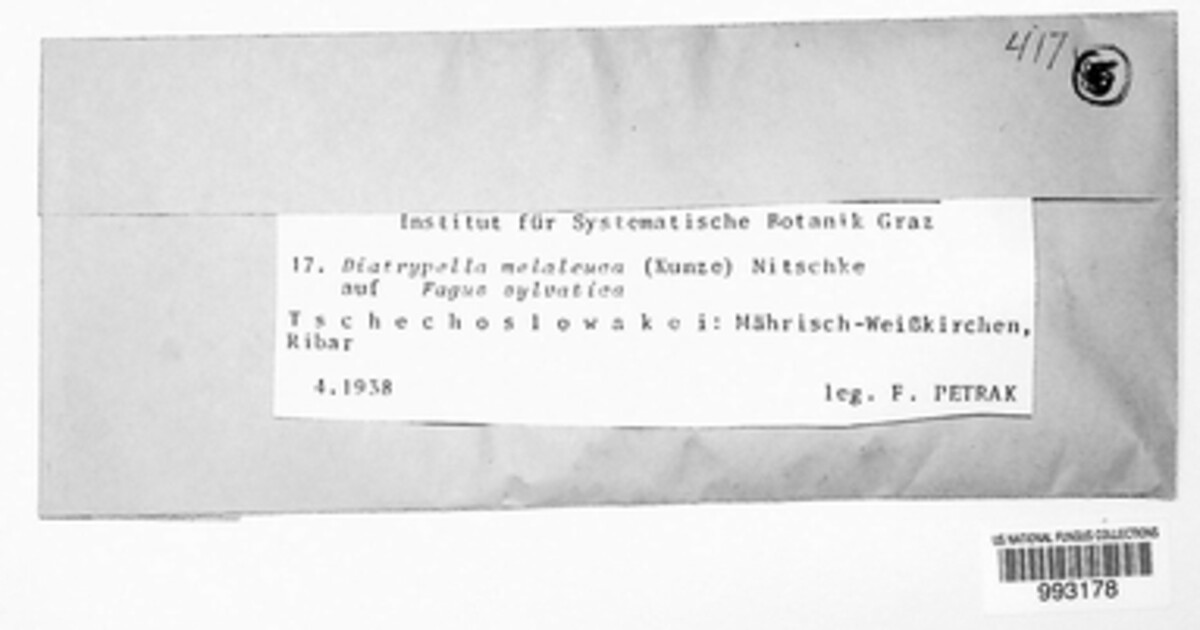 417
Institut für Systematische Botanik Graz
17. Diatrypella melaleuca (Kunze) Nitschke
auf Fagus sylvatica
Tschechoslowakei: Mährisch-Weißkirchen,
Ribar
4.1938
leg. F. PETRAK
US NATIONAL FUNGUS COLLECTIONS
993178